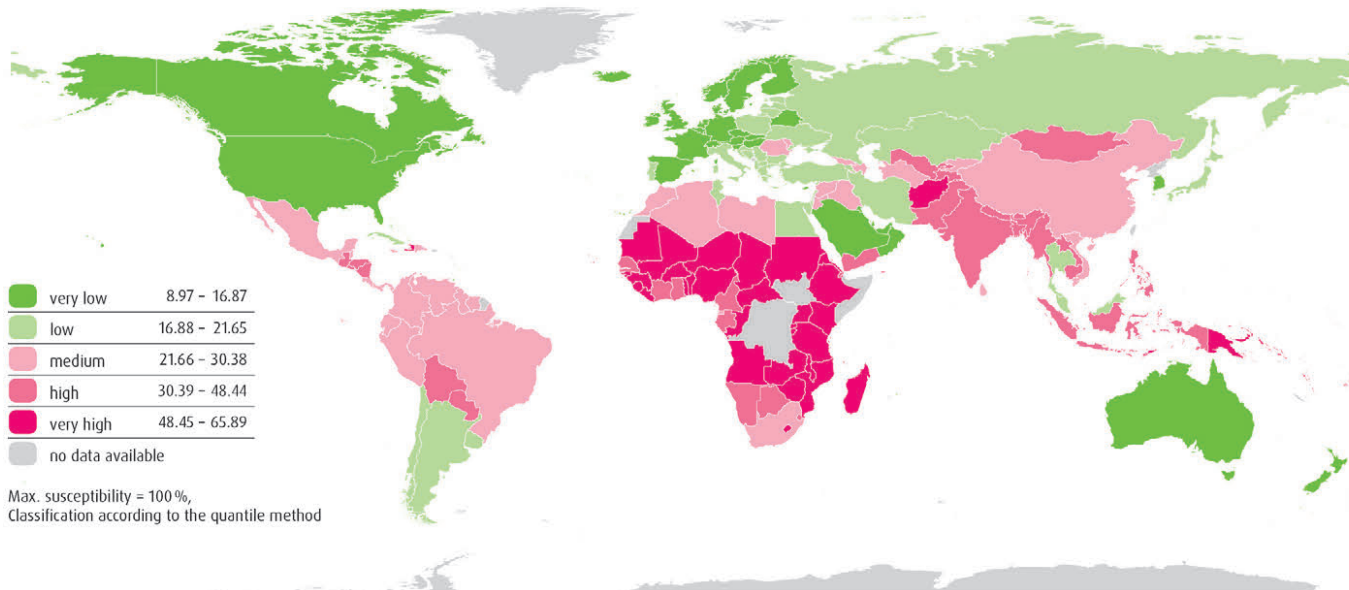 very low 8.97 – 16.87
low 16.88 – 21.65
medium 21.66 – 30.38
high 30.39 – 48.44
very high 48.45 – 65.89
no data available
Max. susceptibility = 100 %,
Classification according to the quantile method